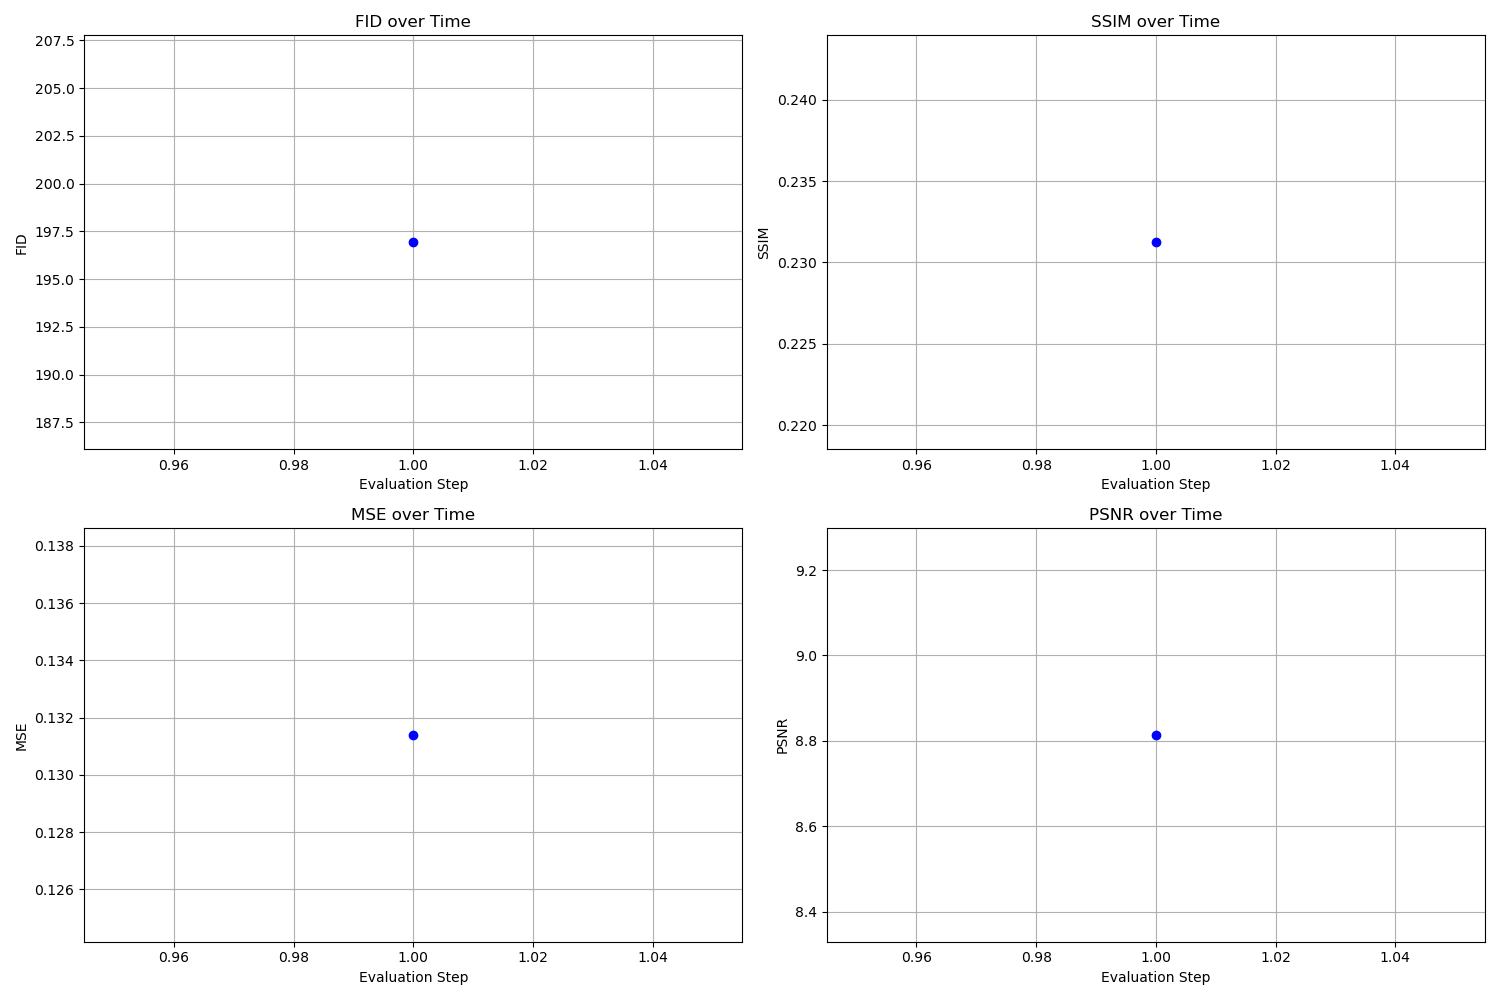 FID over Time
207.5
205.0
202.5
200.0
197.5
195.0
192.5
190.0
187.5
FID
0.96 0.98 1.00 1.02 1.04
Evaluation Step
SSIM over Time
0.240
0.235
0.230
0.225
0.220
SSIM
0.96 0.98 1.00 1.02 1.04
Evaluation Step
MSE over Time
0.138
0.136
0.134
0.132
0.130
0.128
0.126
MSE
0.96 0.98 1.00 1.02 1.04
Evaluation Step
PSNR over Time
9.2
9.0
8.8
8.6
8.4
PSNR
0.96 0.98 1.00 1.02 1.04
Evaluation Step